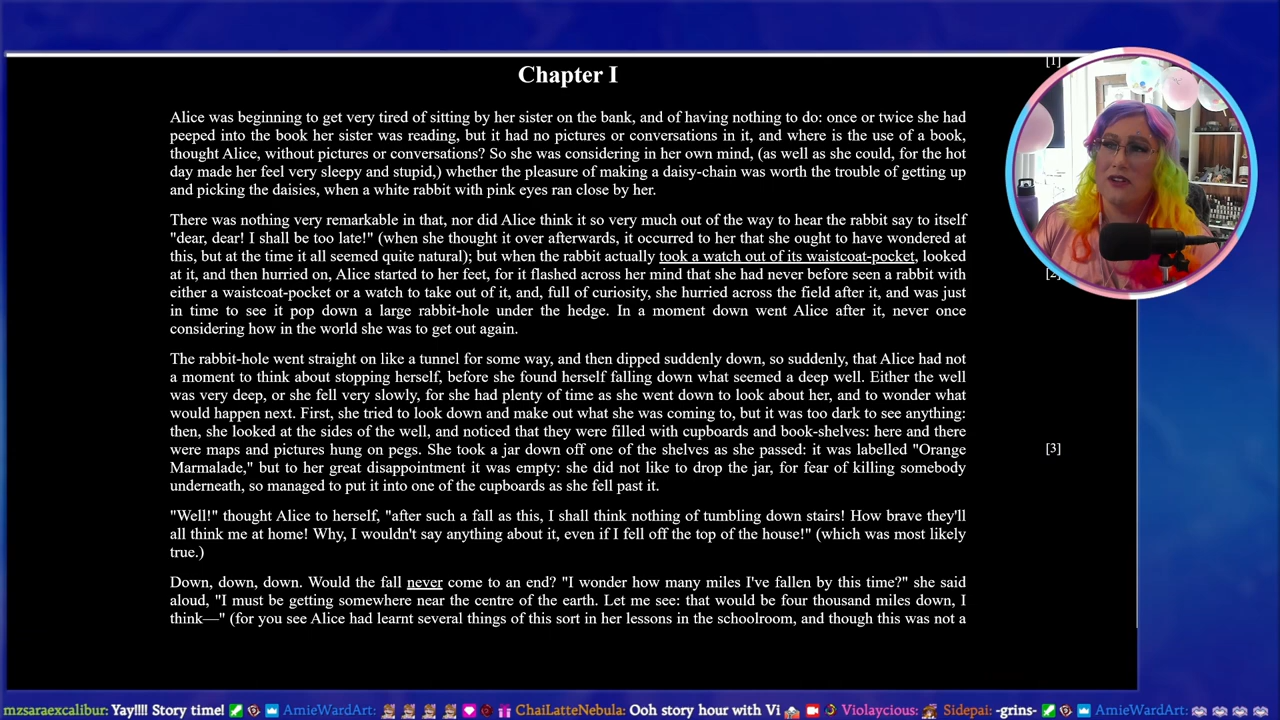 Chapter I
[1]
Alice was beginning to get very tired of sitting by her sister on the bank, and of having nothing to do: once or twice she had
peeped into the book her sister was reading, but it had no pictures or conversations in it, and where is the use of a book,
thought Alice, without pictures or conversations? So she was considering in her own mind, (as well as she could, for the hot
day made her feel very sleepy and stupid,) whether the pleasure of making a daisy-chain was worth the trouble of getting up
and picking the daisies, when a white rabbit with pink eyes ran close by her.
There was nothing very remarkable in that, nor did Alice think it so very much out of the way to hear the rabbit say to itself
"dear, dear! I shall be too late!" (when she thought it over afterwards, it occurred to her that she ought to have wondered at
this, but at the time it all seemed quite natural); but when the rabbit actually took a watch out of its waistcoat-pocket, looked
at it, and then hurried on, Alice started to her feet, for it flashed across her mind that she had never before seen a rabbit with
[2]
either a waistcoat-pocket or a watch to take out of it, and, full of curiosity, she hurried across the field after it, and was just
in time to see it pop down a large rabbit-hole under the hedge. In a moment down went Alice after it, never once
considering how in the world she was to get out again.
The rabbit-hole went straight on like a tunnel for some way, and then dipped suddenly down, so suddenly, that Alice had not
a moment to think about stopping herself, before she found herself falling down what seemed a deep well. Either the well
was very deep, or she fell very slowly, for she had plenty of time as she went down to look about her, and to wonder what
would happen next. First, she tried to look down and make out what she was coming to, but it was too dark to see anything:
then, she looked at the sides of the well, and noticed that they were filled with cupboards and book-shelves: here and there
were maps and pictures hung on pegs. She took a jar down off one of the shelves as she passed: it was labelled "Orange
[3]
Marmalade," but to her great disappointment it was empty: she did not like to drop the jar, for fear of killing somebody
underneath, so managed to put it into one of the cupboards as she fell past it.
"Well!" thought Alice to herself, "after such a fall as this, I shall think nothing of tumbling down stairs! How brave they'll
all think me at home! Why, I wouldn't say anything about it, even if I fell off the top of the house!" (which was most likely
true.)
Down, down, down. Would the fall never come to an end? "I wonder how many miles I've fallen by this time?" she said
aloud, "I must be getting somewhere near the centre of the earth. Let me see: that would be four thousand miles down, I
think—" (for you see Alice had learnt several things of this sort in her lessons in the schoolroom, and though this was not a
mzsaraexcalibur: Yay!!!! Story time! AmieWardArt: ChaiLatteNebula: Ooh story hour with Vi Violaycious: Sidepai: -grins- AmieWardArt: